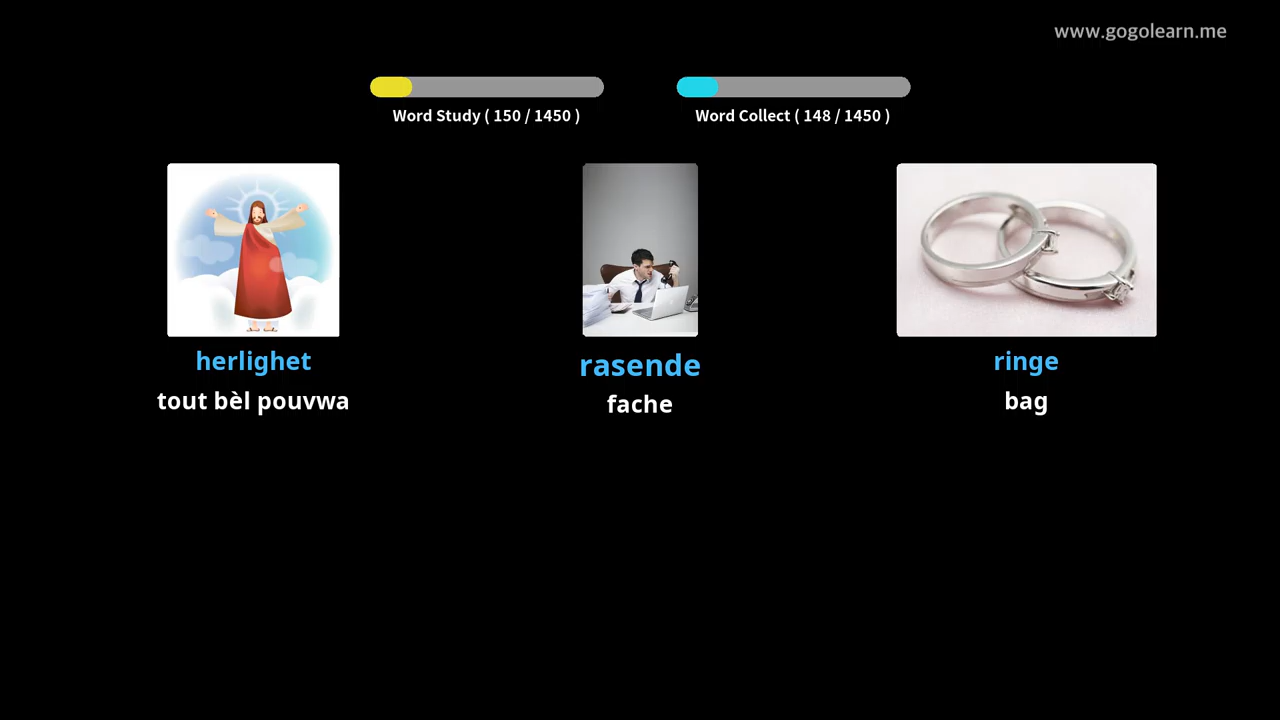 www.gogolearn.me
Word Study ( 150 / 1450 )
Word Collect ( 148 / 1450 )
herlighet
tout bèl pouvwa
rasende
fache
ringe
bag